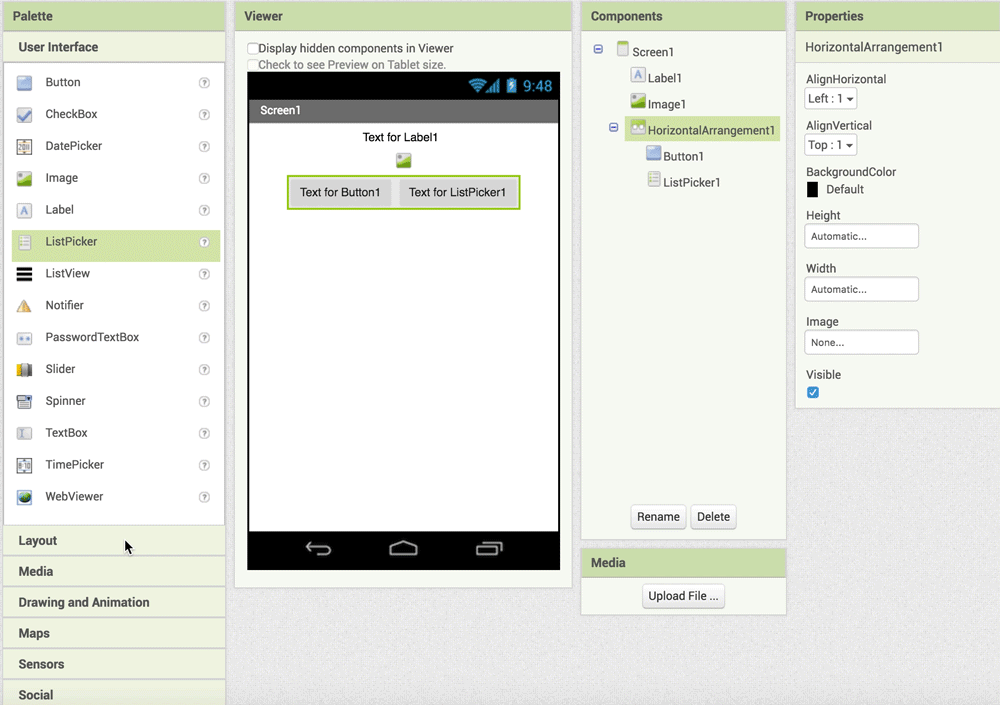 Palette
User Interface
Button
?
CheckBox
?
DatePicker
?
Image
?
Label
A
?
ListPicker
?
ListView
?
Notifier
?
PasswordTextBox
?
Slider
?
Spinner
?
TextBox
?
TimePicker
?
WebViewer
?
Layout
Media
Drawing and Animation
Maps
Sensors
Social
Viewer
Display hidden components in Viewer
Check to see Preview on Tablet size.
9:48
Screen1
Text for Label1
Text for Button1
Text for ListPicker1
Components
Screen1
A
Label1
Image1
HorizontalArrangement1
Button1
ListPicker1
Rename
Delete
Media
Upload File ...
Properties
HorizontalArrangement1
AlignHorizontal
Left : 1
AlignVertical
Top : 1
BackgroundColor
Default
Height
Automatic...
Width
Automatic...
Image
None...
Visible